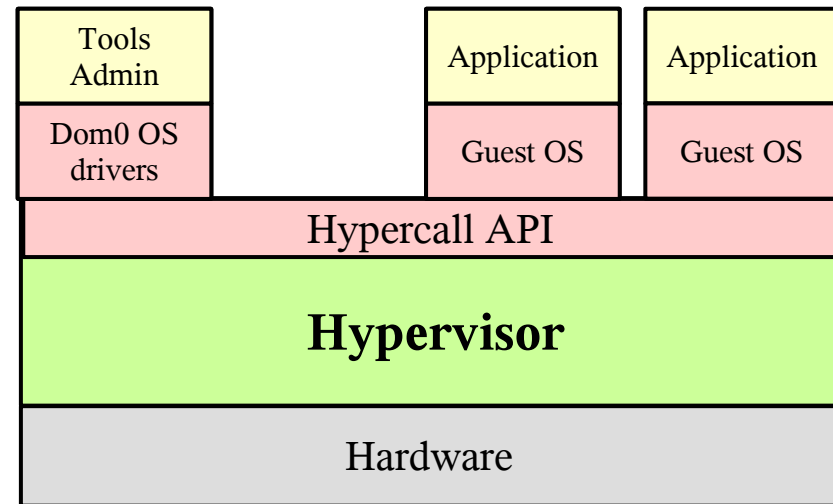 Tools
Admin
Application
Application
Dom0 OS
drivers
Guest OS
Guest OS
Hypercall API
Hypervisor
Hardware